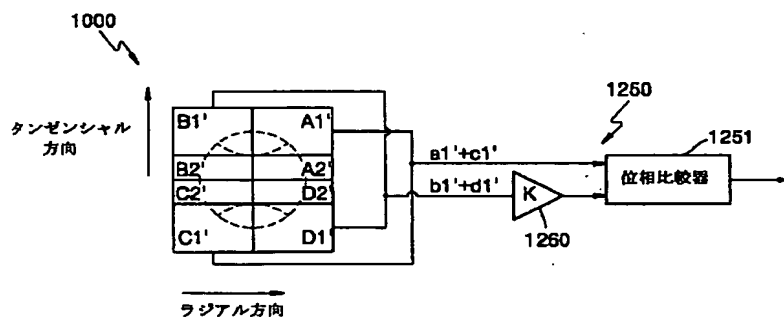 1000
タンゼンシャル
方向
B1' A1'
B2' A2'
C2' D2'
C1' D1'
ラジアル方向
a1'+c1'
b1'+d1'
K
1260
1250
1251
位相比較器